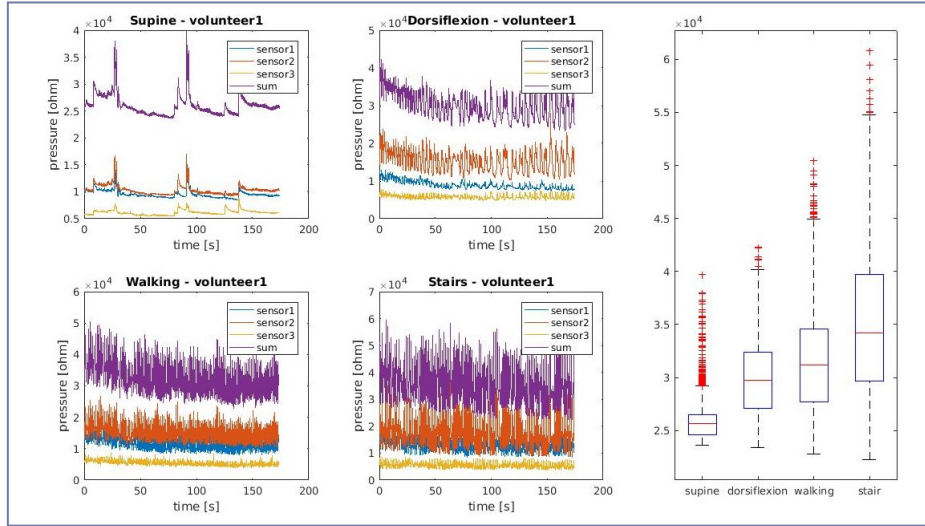 Supine - volunteer1
×10⁴
4
3.5
3
2.5
2
1.5
1
0.5
0 50 100 150 200
pressure [ohm]
time [s]
sensor1
sensor2
sensor3
sum
Dorsiflexion - volunteer1
×10⁴
5
4
3
2
1
0
0 50 100 150 200
pressure [ohm]
time [s]
sensor1
sensor2
sensor3
sum
Walking - volunteer1
×10⁴
6
5
4
3
2
1
0
0 50 100 150 200
pressure [ohm]
time [s]
sensor1
sensor2
sensor3
sum
Stairs - volunteer1
×10⁴
7
6
5
4
3
2
1
0
0 50 100 150 200
pressure [ohm]
time [s]
sensor1
sensor2
sensor3
sum
×10⁴
6
5.5
5
4.5
4
3.5
3
2.5
supine dorsiflexion walking stair